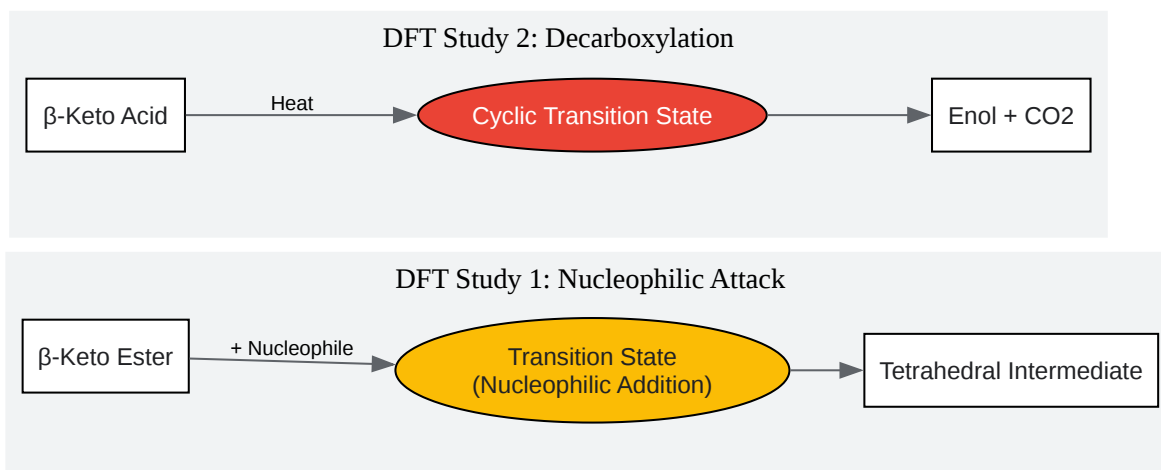 DFT Study 2: Decarboxylation
β-Keto Acid
Heat
Cyclic Transition State
Enol + CO2
DFT Study 1: Nucleophilic Attack
β-Keto Ester
+ Nucleophile
Transition State
(Nucleophilic Addition)
Tetrahedral Intermediate